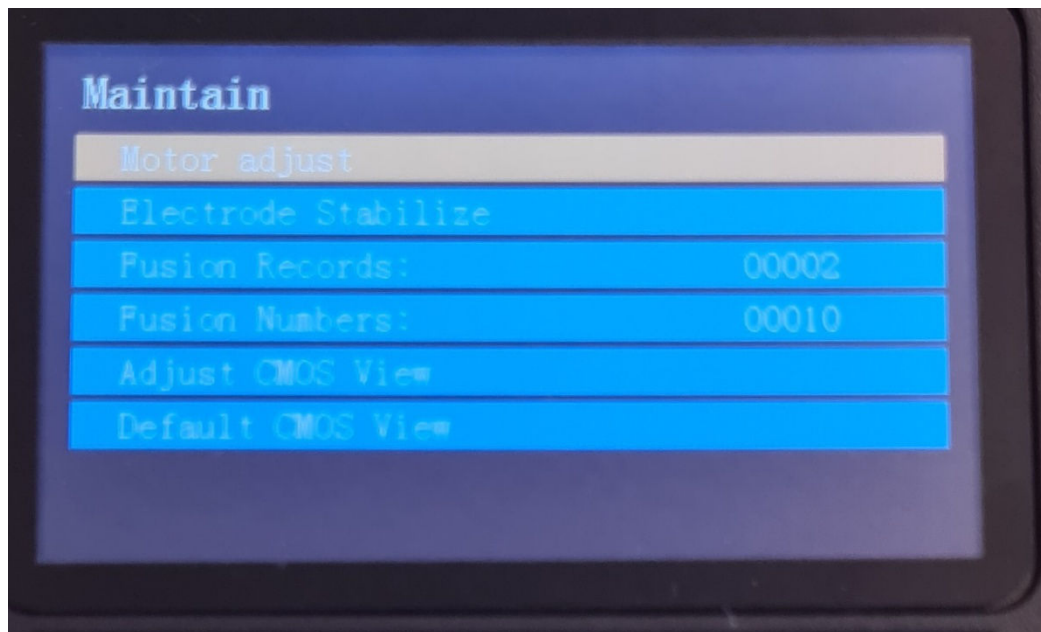 Maintain
Motor adjust
Electrode Stabilize
Fusion Records: 00002
Fusion Numbers: 00010
Adjust CMOS View
Default CMOS View